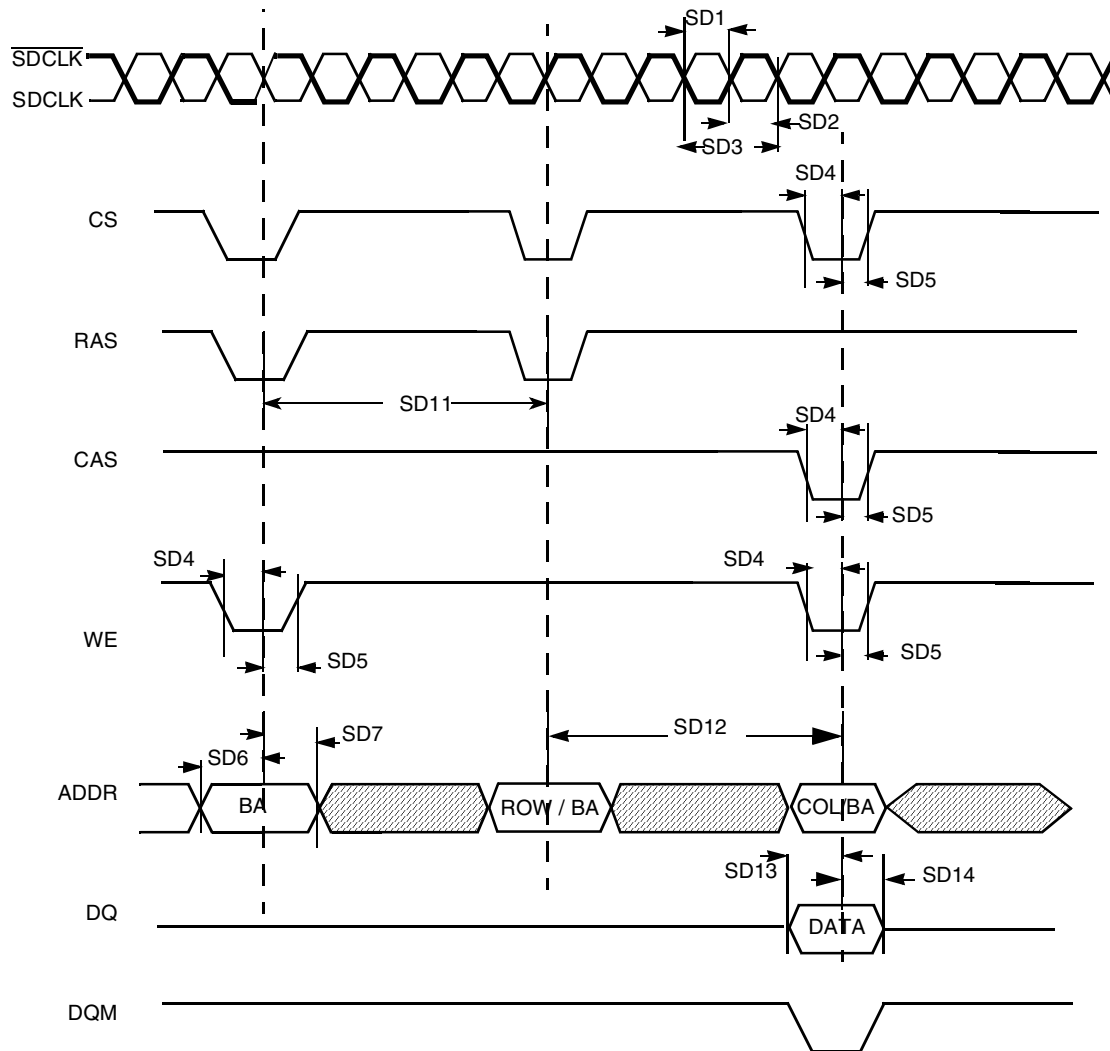 SD1
SDCLK
SDCLK
SD2
SD3
SD4
CS
SD5
RAS
SD11
SD4
CAS
SD5
SD4
SD4
WE
SD5
SD5
SD12
SD7
SD6
ADDR
BA
ROW / BA
COL/BA
SD13
SD14
DQ
DATA
DQM